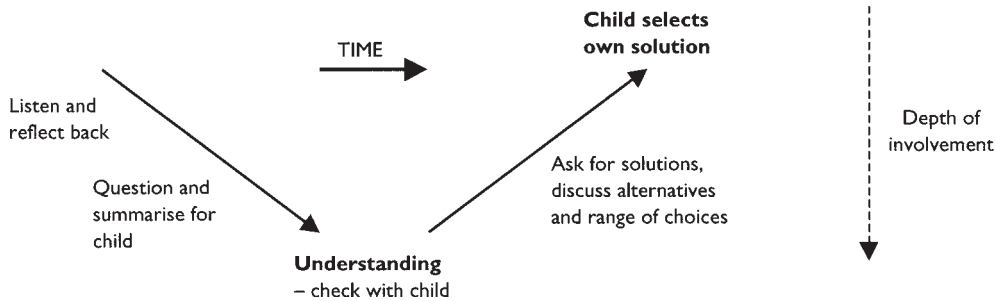 Listen and
reflect back
Question and
summarise for
child
Understanding
– check with child
TIME
Child selects
own solution
Ask for solutions,
discuss alternatives
and range of choices
Depth of
involvement